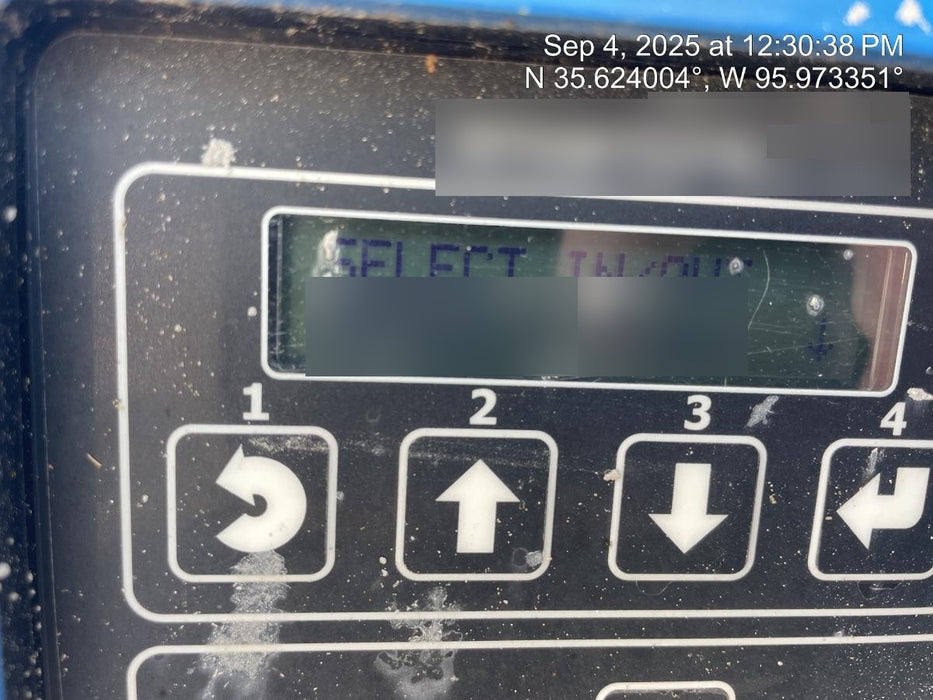 Sep 4, 2025 at 12:30:38 PM
N 35.624004°, W 95.973351°
SELECT IN/OUT
1 2 3 4